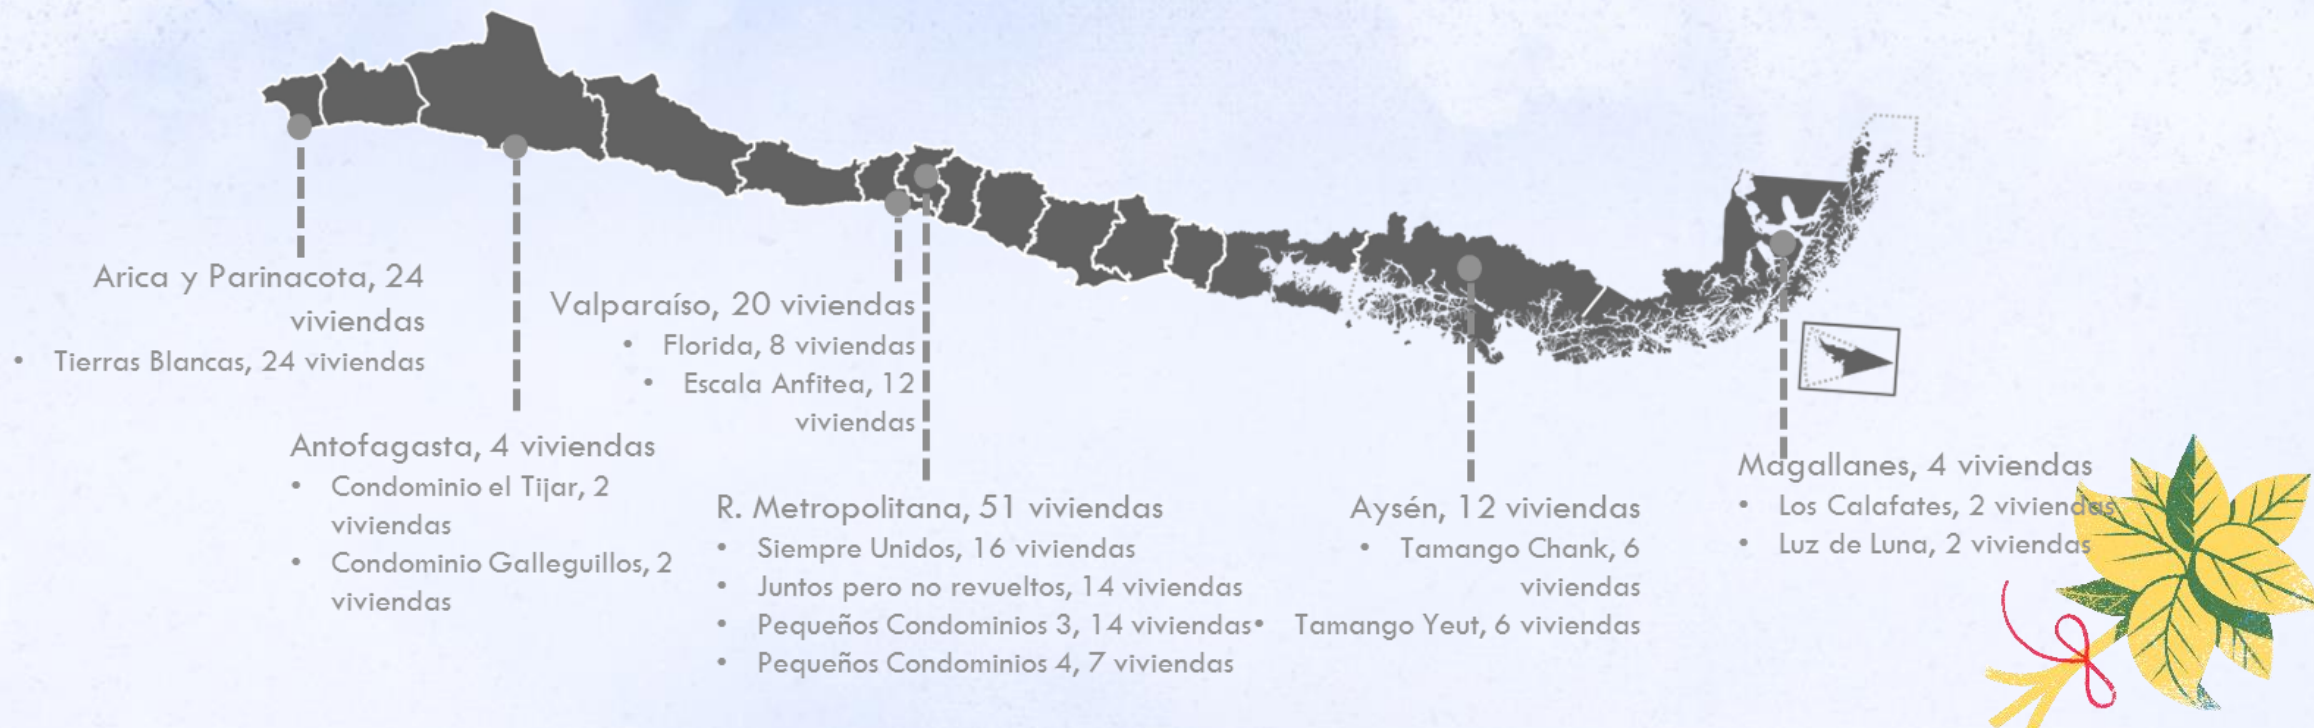 Arica y Parinacota, 24
viviendas
• Tierras Blancas, 24 viviendas
Antofagasta, 4 viviendas
• Condominio el Tijar, 2
viviendas
• Condominio Galleguillos, 2
viviendas
Valparaíso, 20 viviendas
• Florida, 8 viviendas
• Escala Anfitea, 12
viviendas
R. Metropolitana, 51 viviendas
• Siempre Unidos, 16 viviendas
• Juntos pero no revueltos, 14 viviendas
• Pequeños Condominios 3, 14 viviendas
• Pequeños Condominios 4, 7 viviendas
Aysén, 12 viviendas
• Tamango Chank, 6
viviendas
• Tamango Yeut, 6 viviendas
Magallanes, 4 viviendas
• Los Calafates, 2 viviendas
• Luz de Luna, 2 viviendas